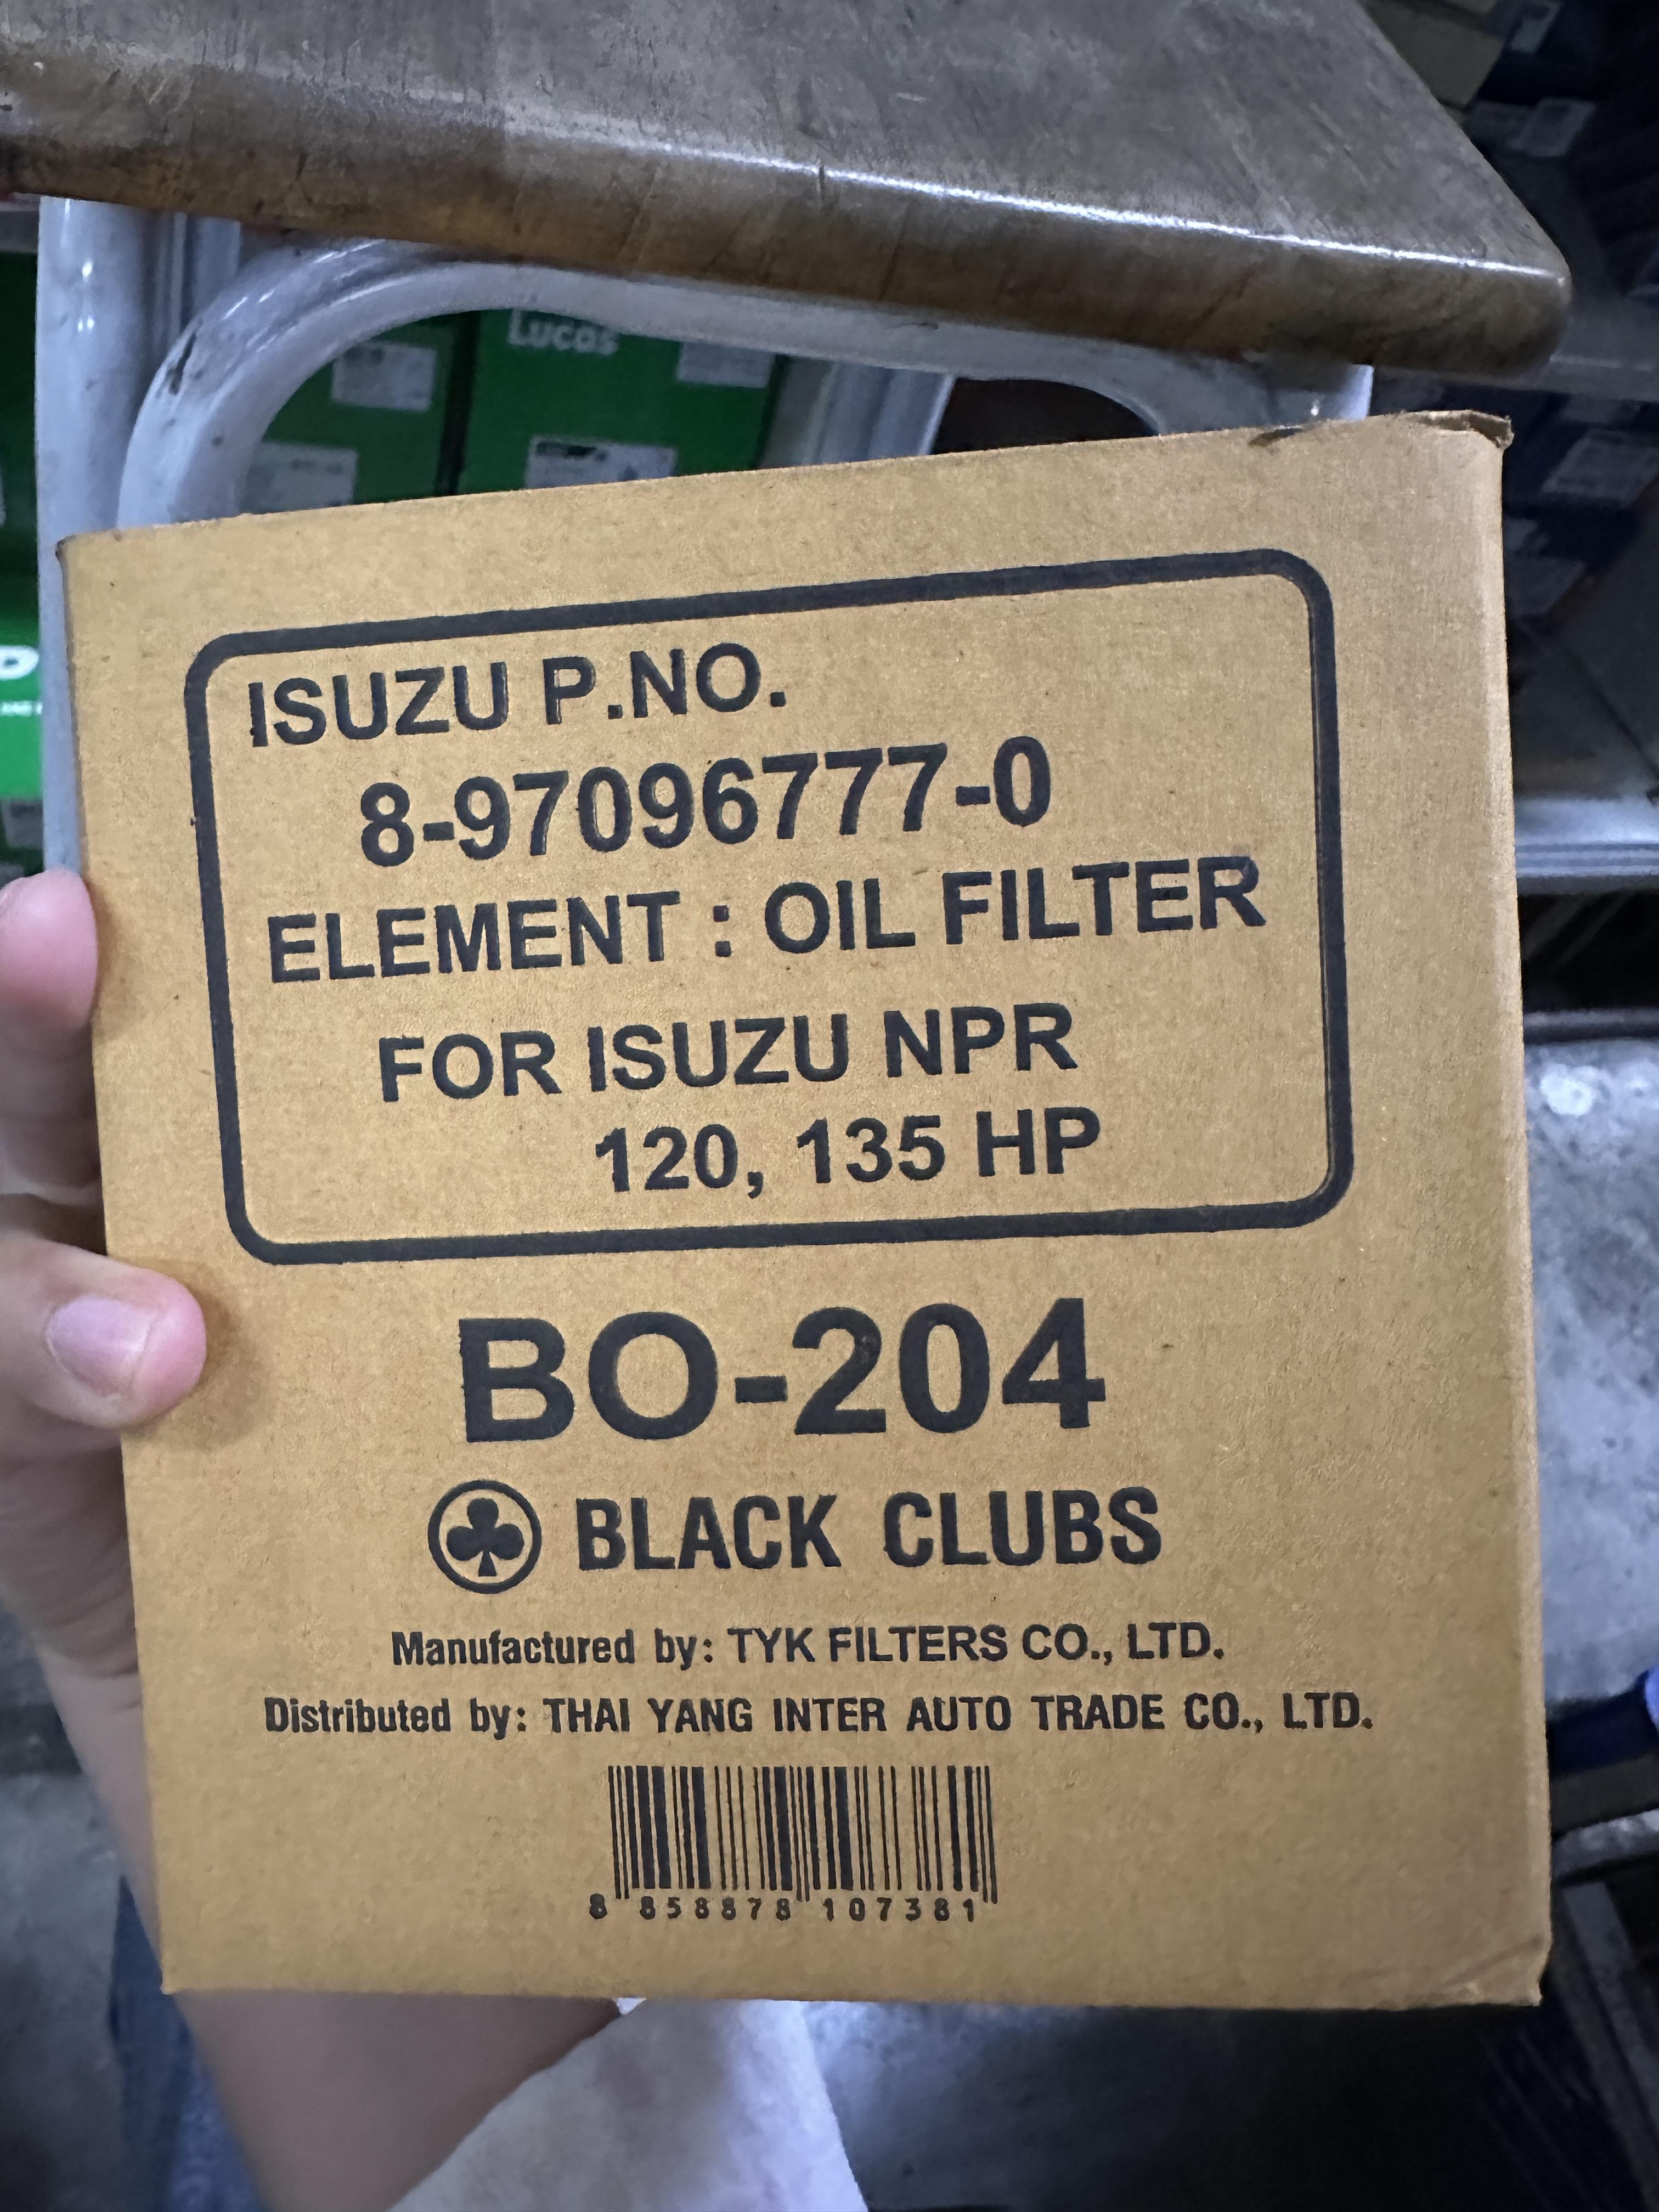 Lucas
ISUZU P.NO.
8-97096777-0
ELEMENT : OIL FILTER
FOR ISUZU NPR
120, 135 HP
BO-204
BLACK CLUBS
Manufactured by: TYK FILTERS CO., LTD.
Distributed by: THAI YANG INTER AUTO TRADE CO., LTD.
8 858878 107381